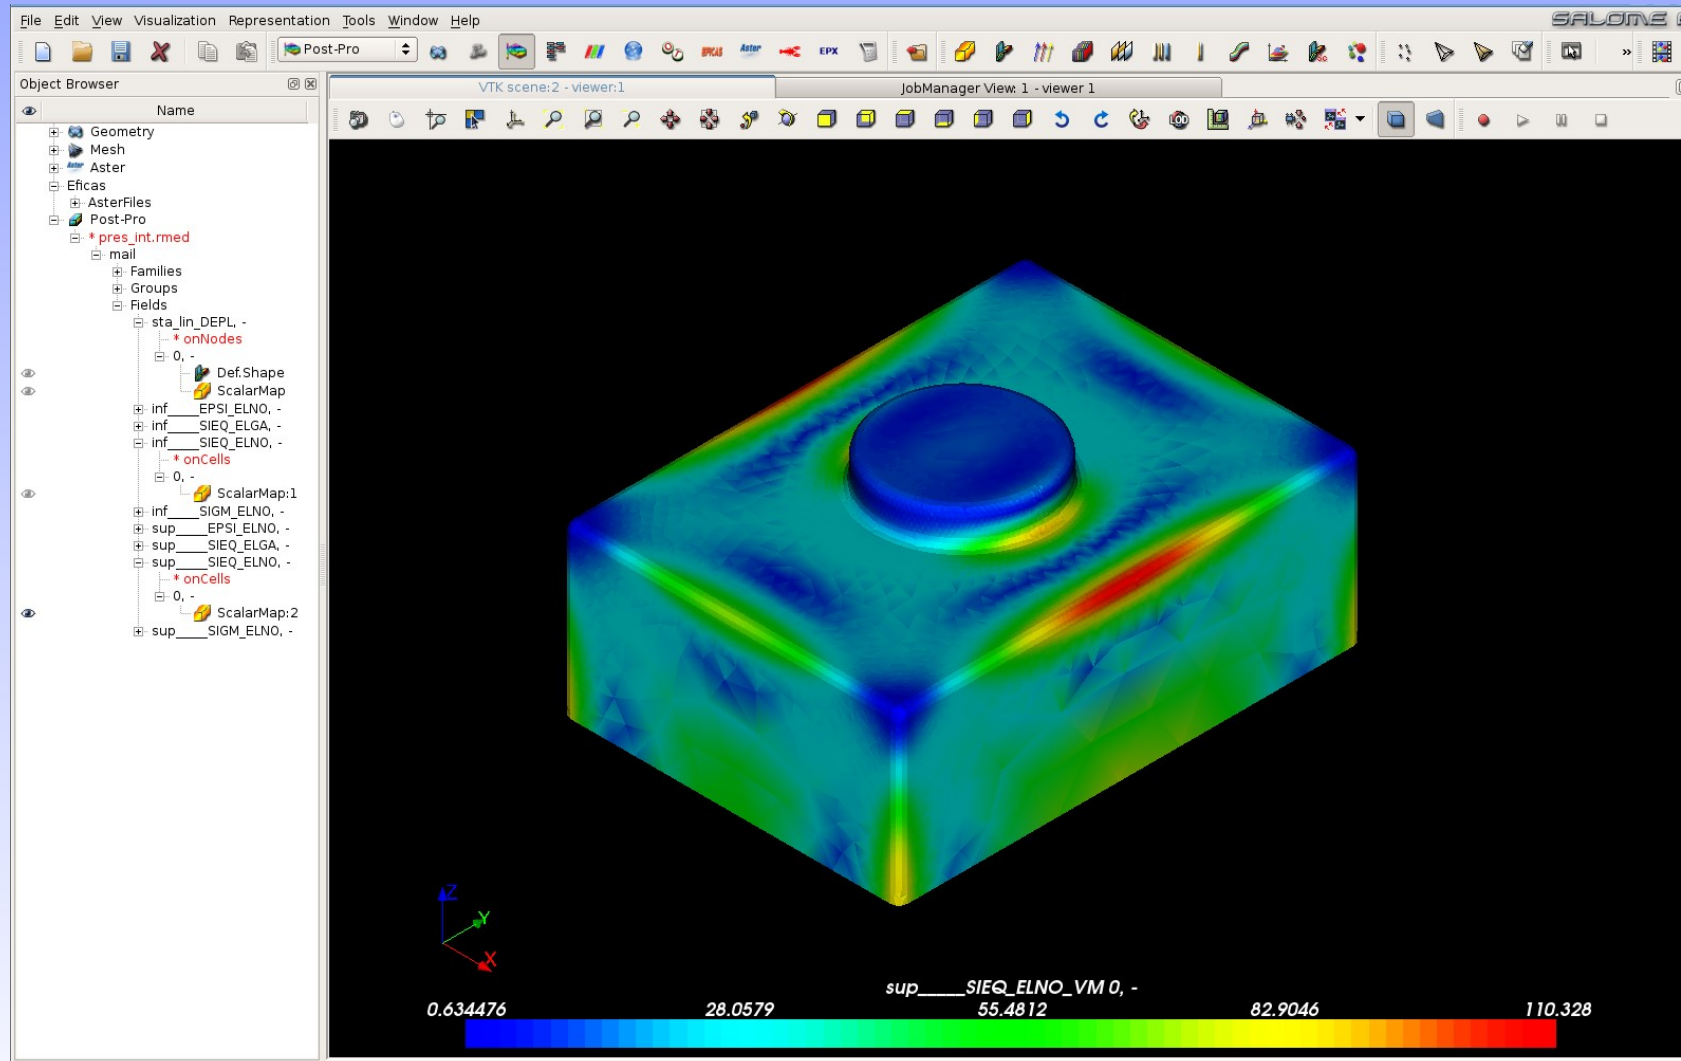 File Edit View Visualization Representation Tools Window Help
SALOME
Post-Pro
EFICAS Aster EPX
Object Browser
VTK scene:2 - viewer:1
JobManager View: 1 - viewer 1
Name
Geometry
Mesh
Aster
Eficas
AsterFiles
Post-Pro
* pres_int.rmed
mail
Families
Groups
Fields
sta_lin_DEPL, -
* onNodes
0, -
Def.Shape
ScalarMap
inf____EPSI_ELNO, -
inf____SIEQ_ELGA, -
inf____SIEQ_ELNO, -
* onCells
0, -
ScalarMap:1
inf____SIGM_ELNO, -
sup____EPSI_ELNO, -
sup____SIEQ_ELGA, -
sup____SIEQ_ELNO, -
* onCells
0, -
ScalarMap:2
sup____SIGM_ELNO, -
Z
Y
X
sup____SIEQ_ELNO_VM 0, -
0.634476 28.0579 55.4812 82.9046 110.328